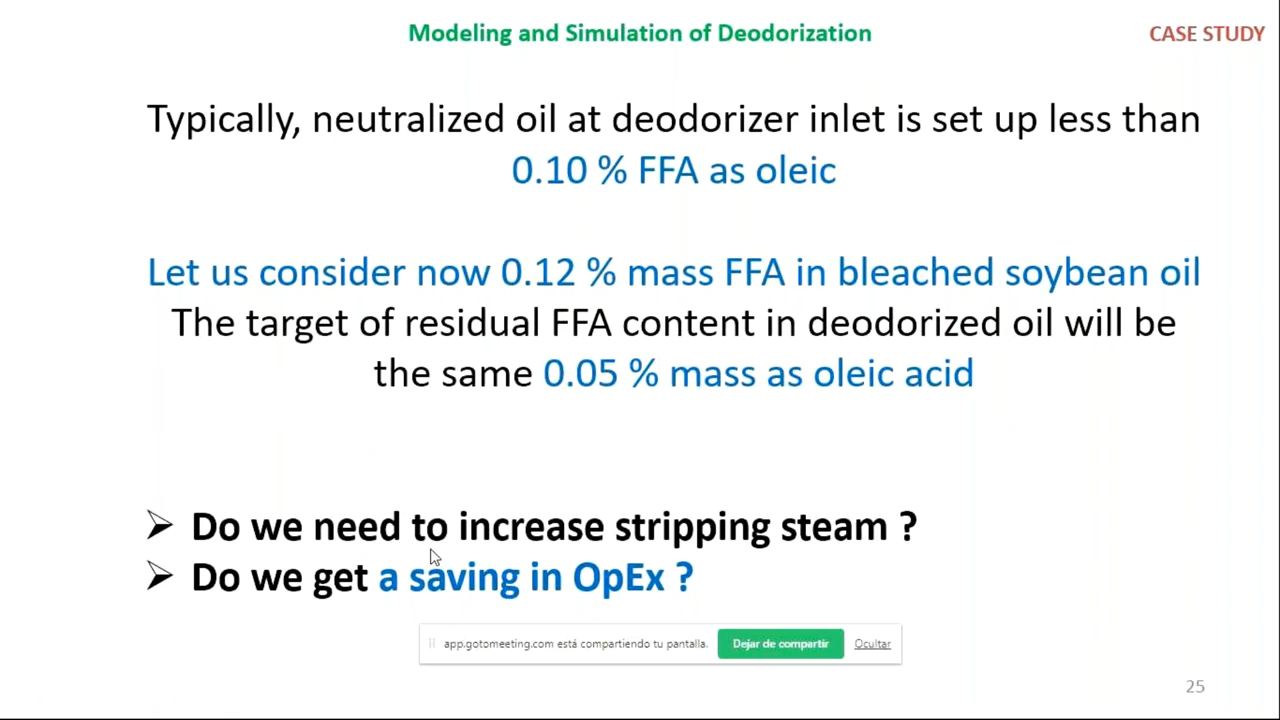 Modeling and Simulation of Deodorization
CASE STUDY
Typically, neutralized oil at deodorizer inlet is set up less than
0.10 % FFA as oleic
Let us consider now 0.12 % mass FFA in bleached soybean oil
The target of residual FFA content in deodorized oil will be
the same 0.05 % mass as oleic acid
➢ Do we need to increase stripping steam ?
➢ Do we get a saving in OpEx ?
app.gotomeeting.com está compartiendo tu pantalla. Dejar de compartir Ocultar
25